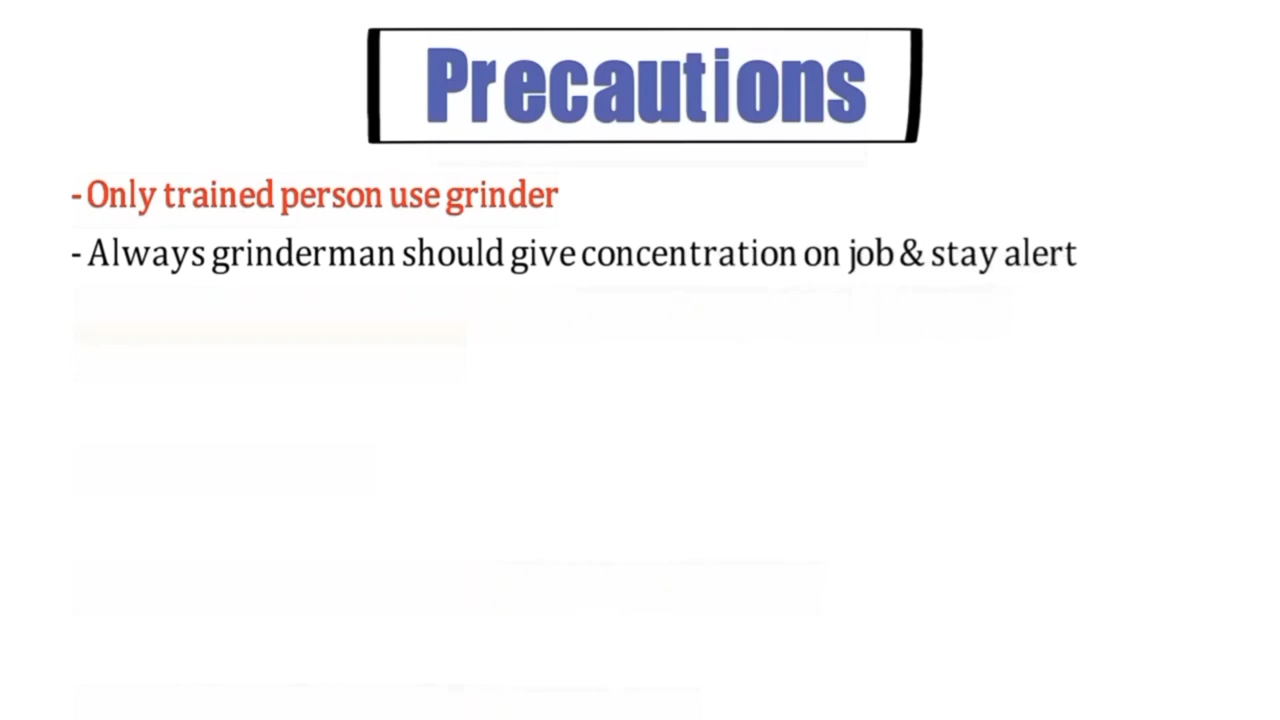 Precautions
- Only trained person use grinder
- Always grinderman should give concentration on job & stay alert